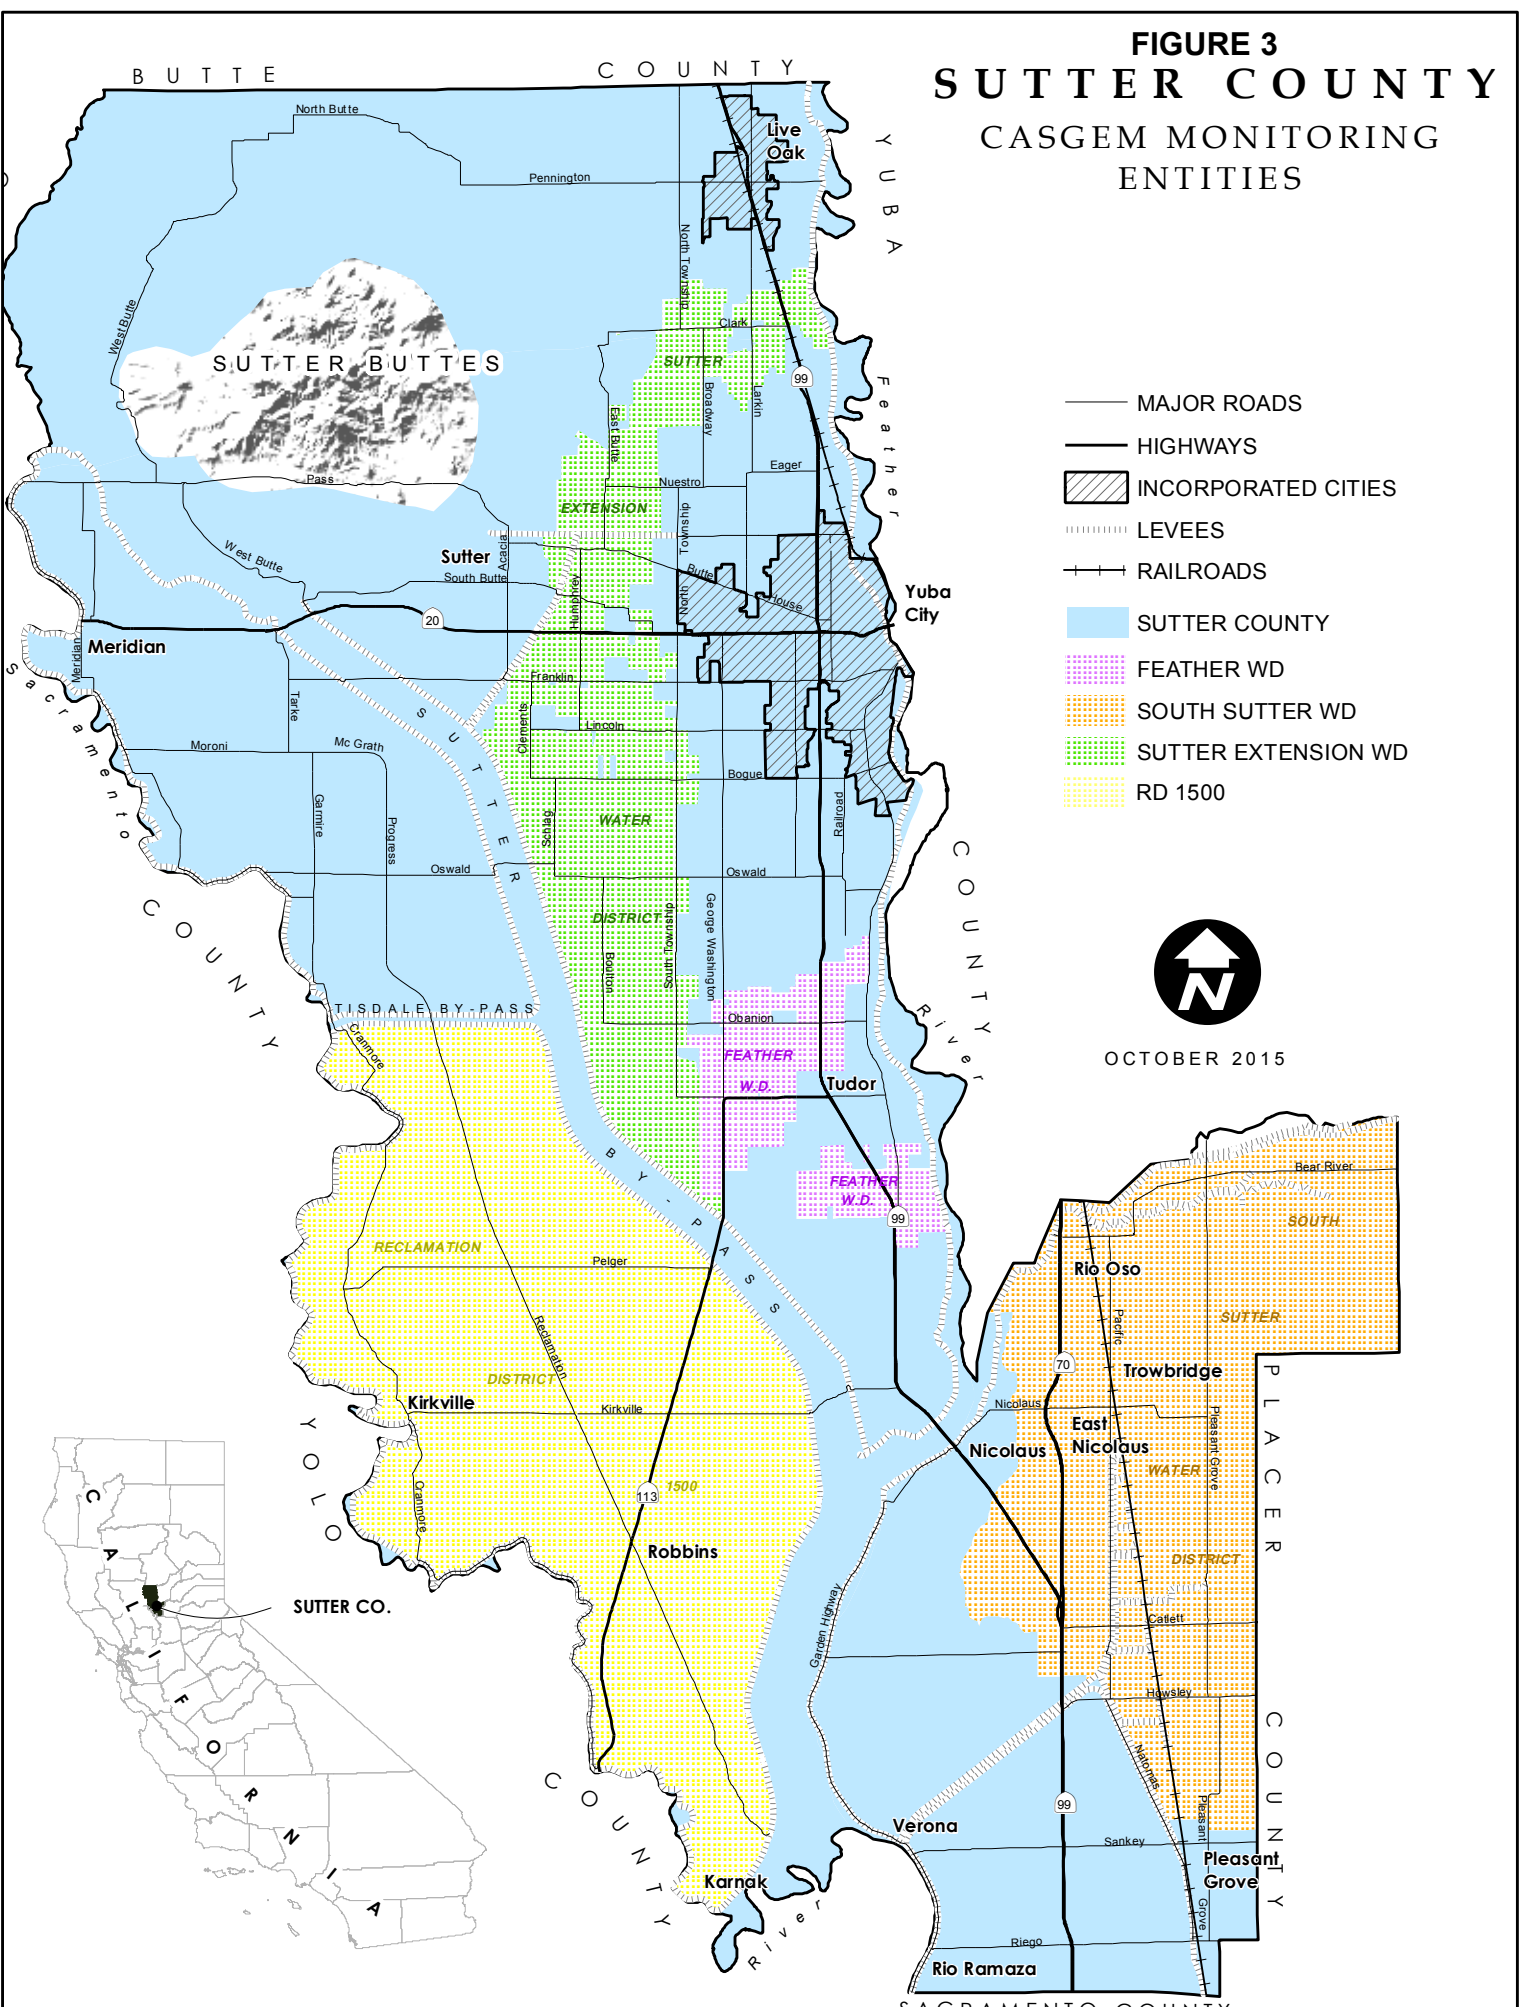 FIGURE 3
SUTTER COUNTY
CASGEM MONITORING
ENTITIES
BUTTE COUNTY
North Butte
Live
Oak
Pennington
YUBA
COUNTY
North Township
West Butte
SUTTER BUTTES
Clark
SUTTER
99
Broadway
Larkin
East Butte
Feather
River
MAJOR ROADS
HIGHWAYS
INCORPORATED CITIES
LEVEES
RAILROADS
SUTTER COUNTY
FEATHER WD
SOUTH SUTTER WD
SUTTER EXTENSION WD
RD 1500
Eager
Pass
Nuestro
EXTENSION
North Township
West Butte
Sutter
Acacia
South Butte
Humphrey
Butte House
Yuba
City
20
Meridian
Meridian
Sacramento
Franklin
Tarke
Clements
Lincoln
SUTTER BY-PASS
Moroni
Mc Grath
Bogue
Garmire
Progress
Schlag
WATER
Railroad
Oswald
Oswald
COUNTY
DISTRICT
South Township
George Washington
Boulton
N
OCTOBER 2015
TISDALE BY-PASS
Cranmore
Obanion
FEATHER
W.D.
Tudor
FEATHER
W.D.
99
Bear River
SOUTH
RECLAMATION
Pelger
Rio Oso
Pacific
SUTTER
Reclamation
70
Trowbridge
DISTRICT
Kirkville
Kirkville
Nicolaus
Nicolaus
East
Nicolaus
Pleasant Grove
WATER
PLACER
COUNTY
YOLO
COUNTY
Cranmore
1500
113
Robbins
DISTRICT
Garden Highway
Catlett
Howsley
Natomas
CALIFORNIA
SUTTER CO.
99
Verona
Sankey
Pleasant
Grove
Pleasant Grove
Karnak
River
Riego
Rio Ramaza
SACRAMENTO COUNTY